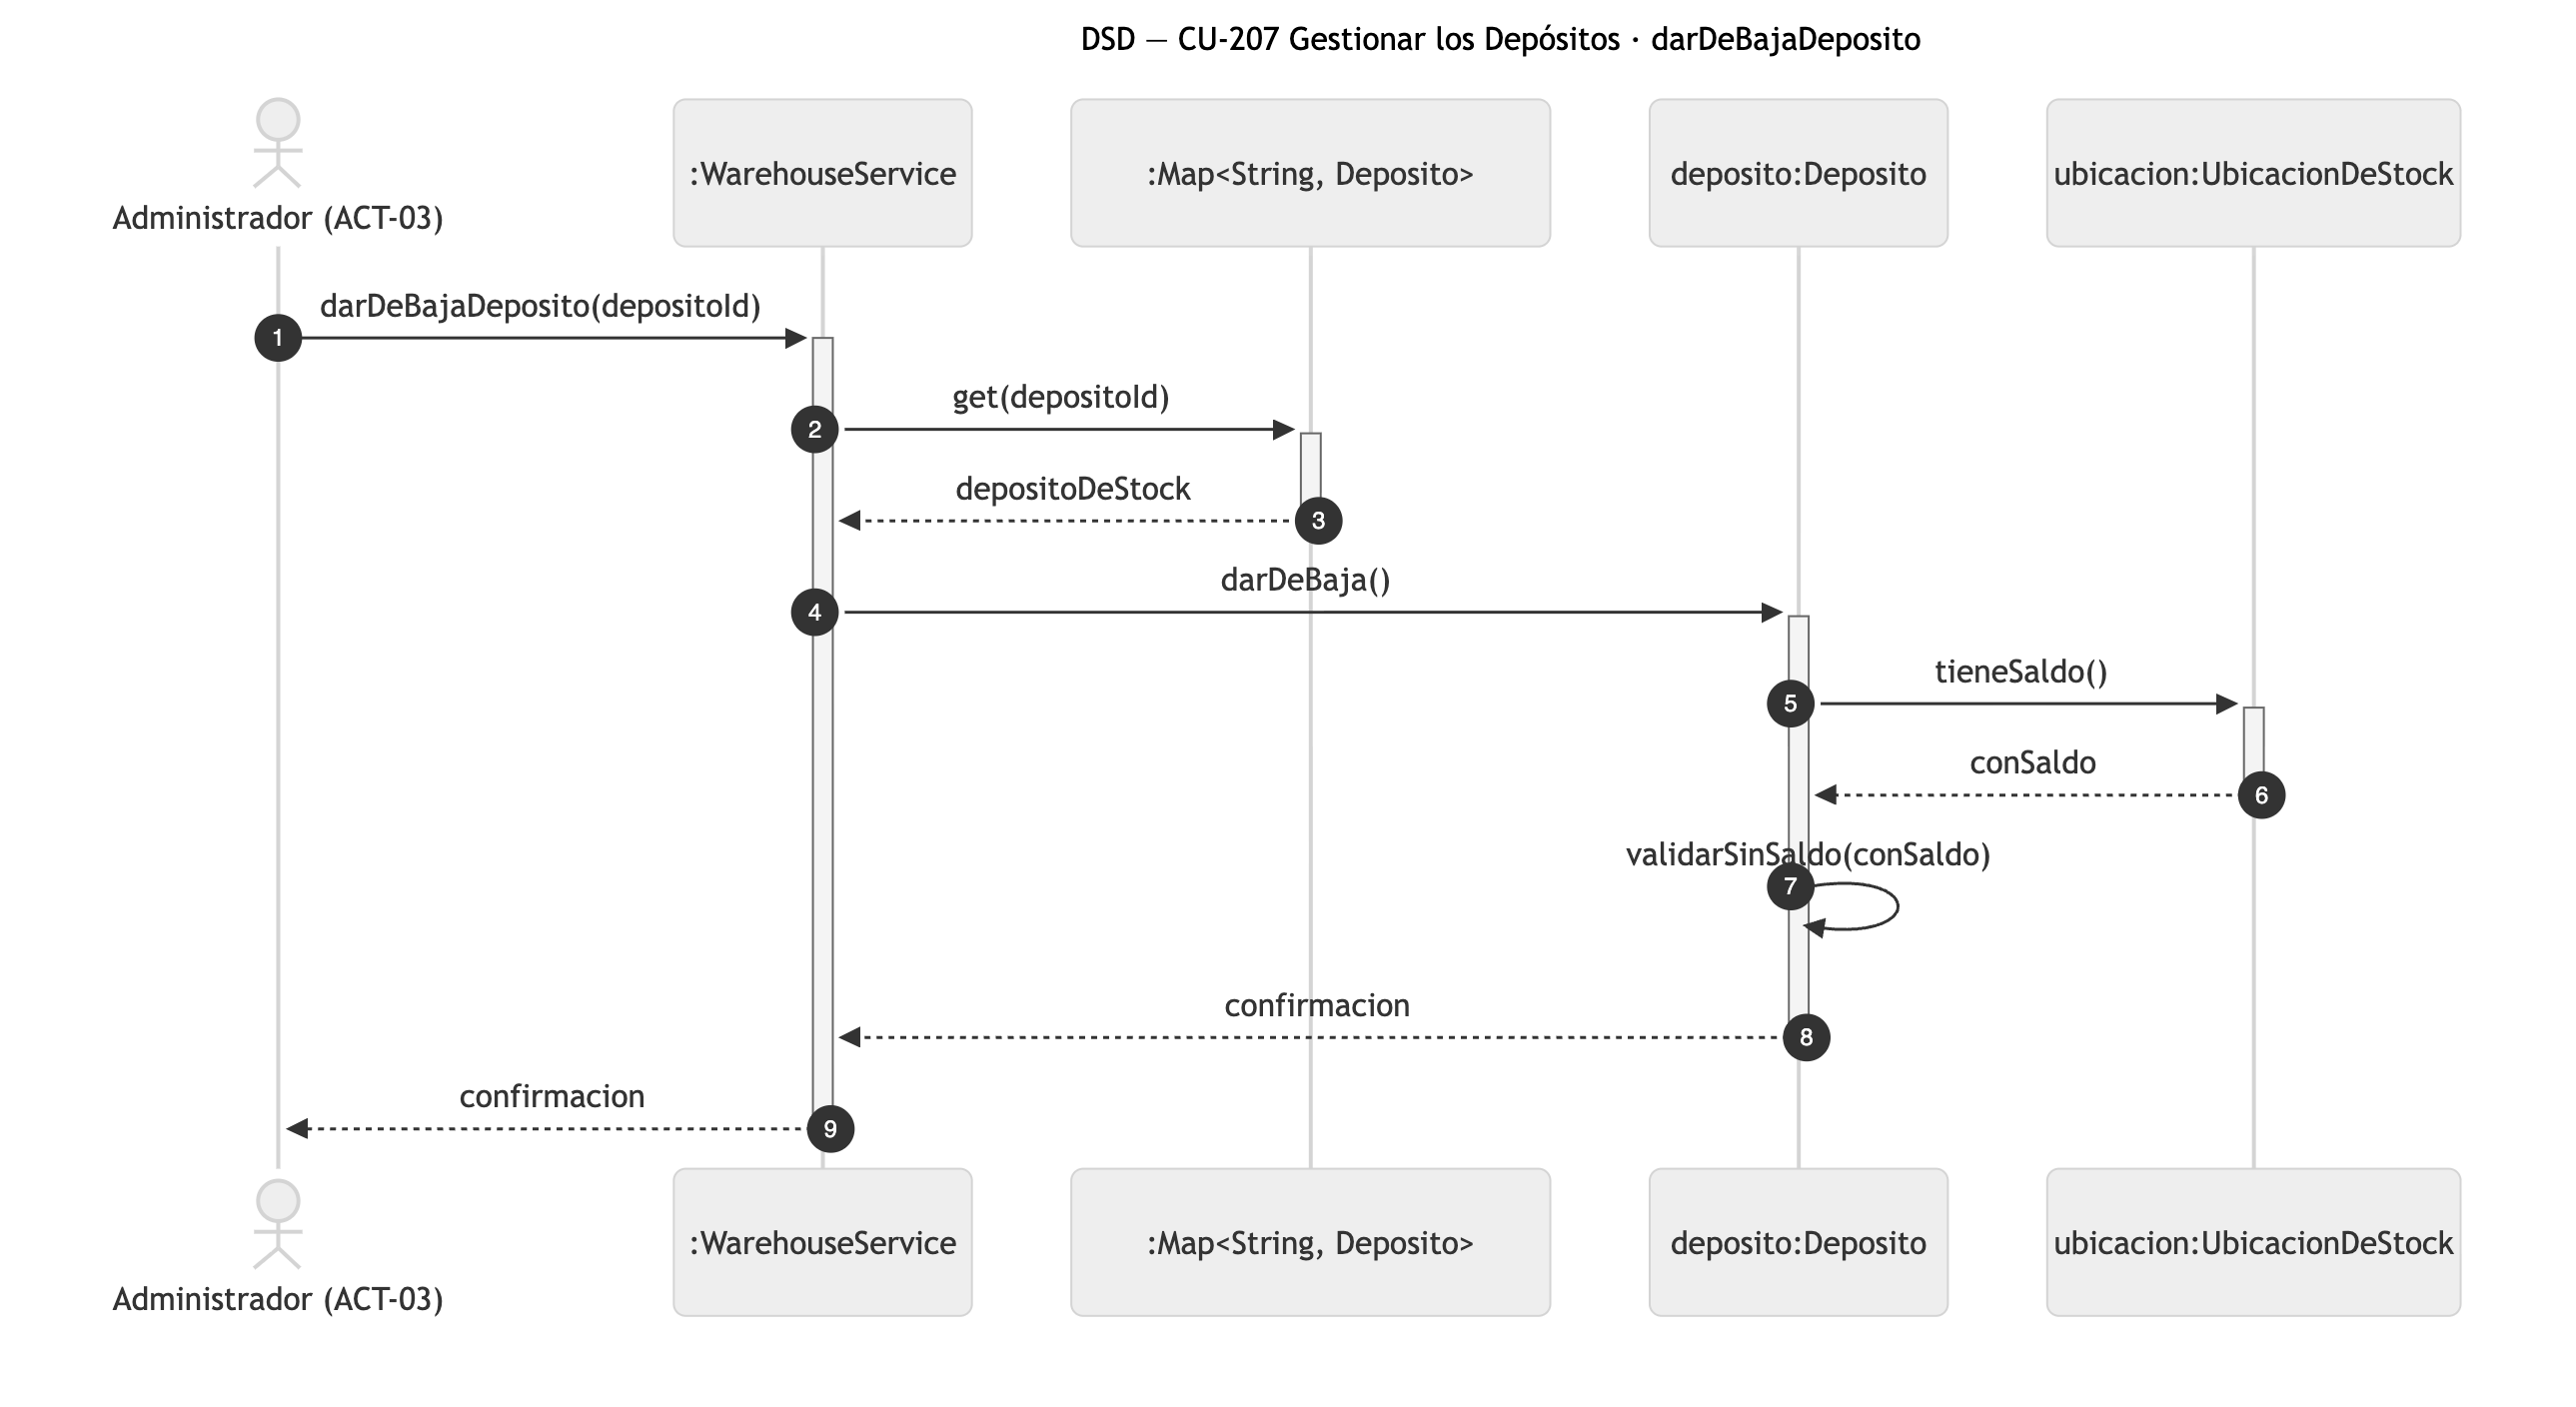 DSD — CU-207 Gestionar los Depósitos · darDeBajaDeposito
Administrador (ACT-03)
:WarehouseService
:Map<String, Deposito>
deposito:Deposito
ubicacion:UbicacionDeStock
darDeBajaDeposito(depositoId)
1
get(depositoId)
2
depositoDeStock
3
darDeBaja()
4
tieneSaldo()
5
conSaldo
6
validarSinSaldo(conSaldo)
7
confirmacion
8
confirmacion
9
Administrador (ACT-03)
:WarehouseService
:Map<String, Deposito>
deposito:Deposito
ubicacion:UbicacionDeStock